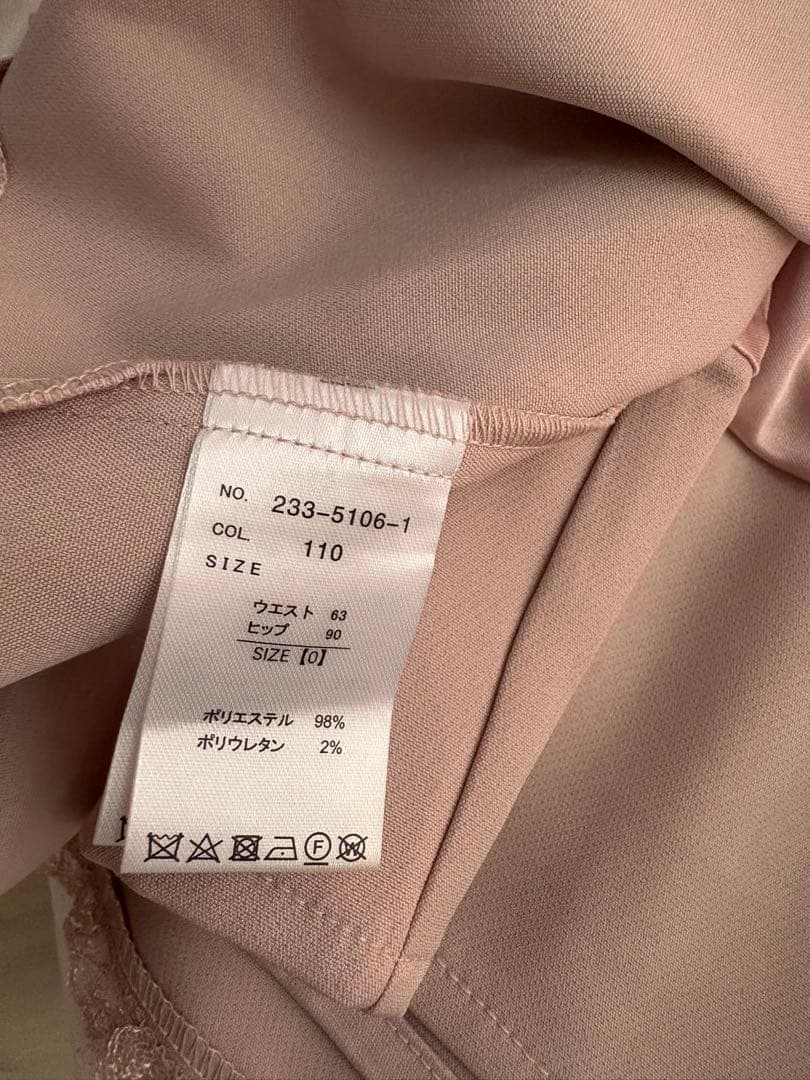 NO. 233-5106-1
COL. 110
SIZE
ウエスト 63
ヒップ 90
SIZE【0】
ポリエステル 98%
ポリウレタン 2%
F W